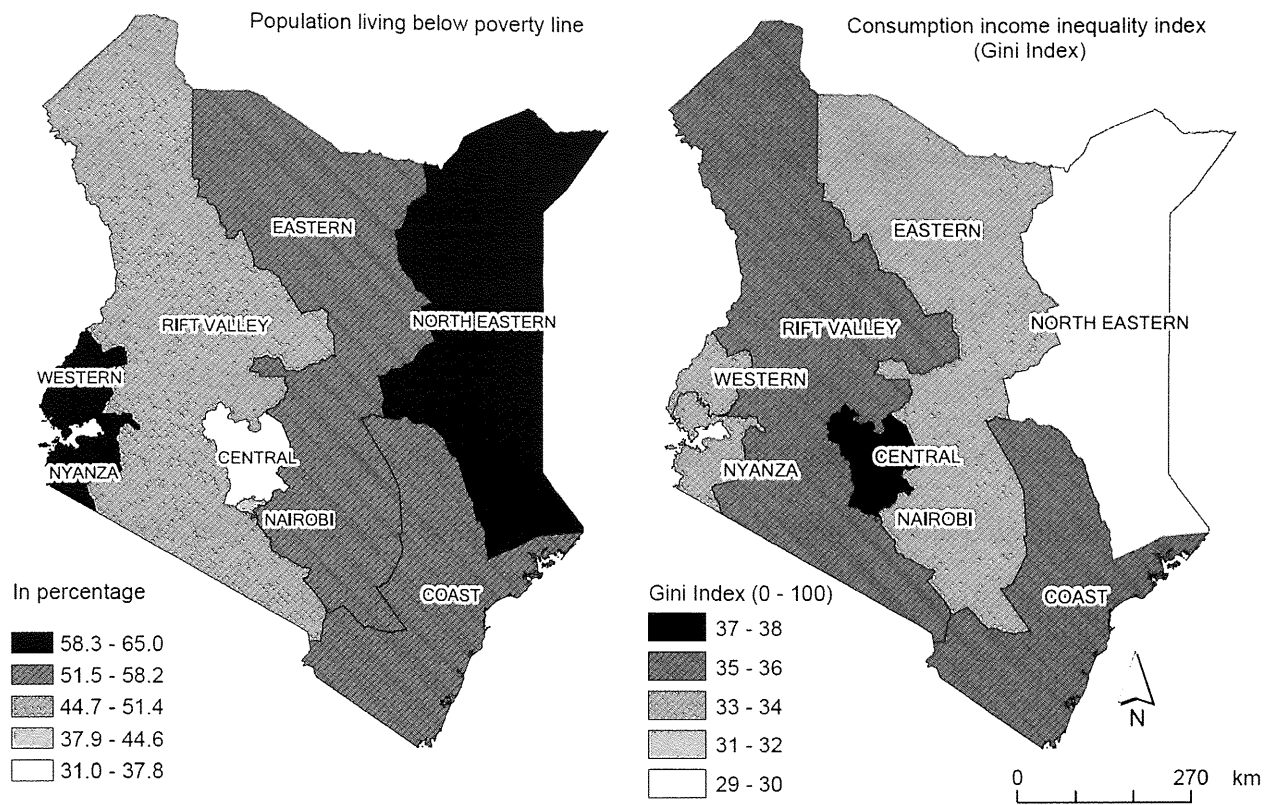 Population living below poverty line
EASTERN
RIFT VALLEY
NORTH EASTERN
WESTERN
CENTRAL
NYANZA
NAIROBI
COAST
In percentage
58.3 - 65.0
51.5 - 58.2
44.7 - 51.4
37.9 - 44.6
31.0 - 37.8
Consumption income inequality index
(Gini Index)
EASTERN
RIFT VALLEY
NORTH EASTERN
WESTERN
CENTRAL
NYANZA
NAIROBI
COAST
Gini Index (0 - 100)
37 - 38
35 - 36
33 - 34
31 - 32
29 - 30
N
0 270 km